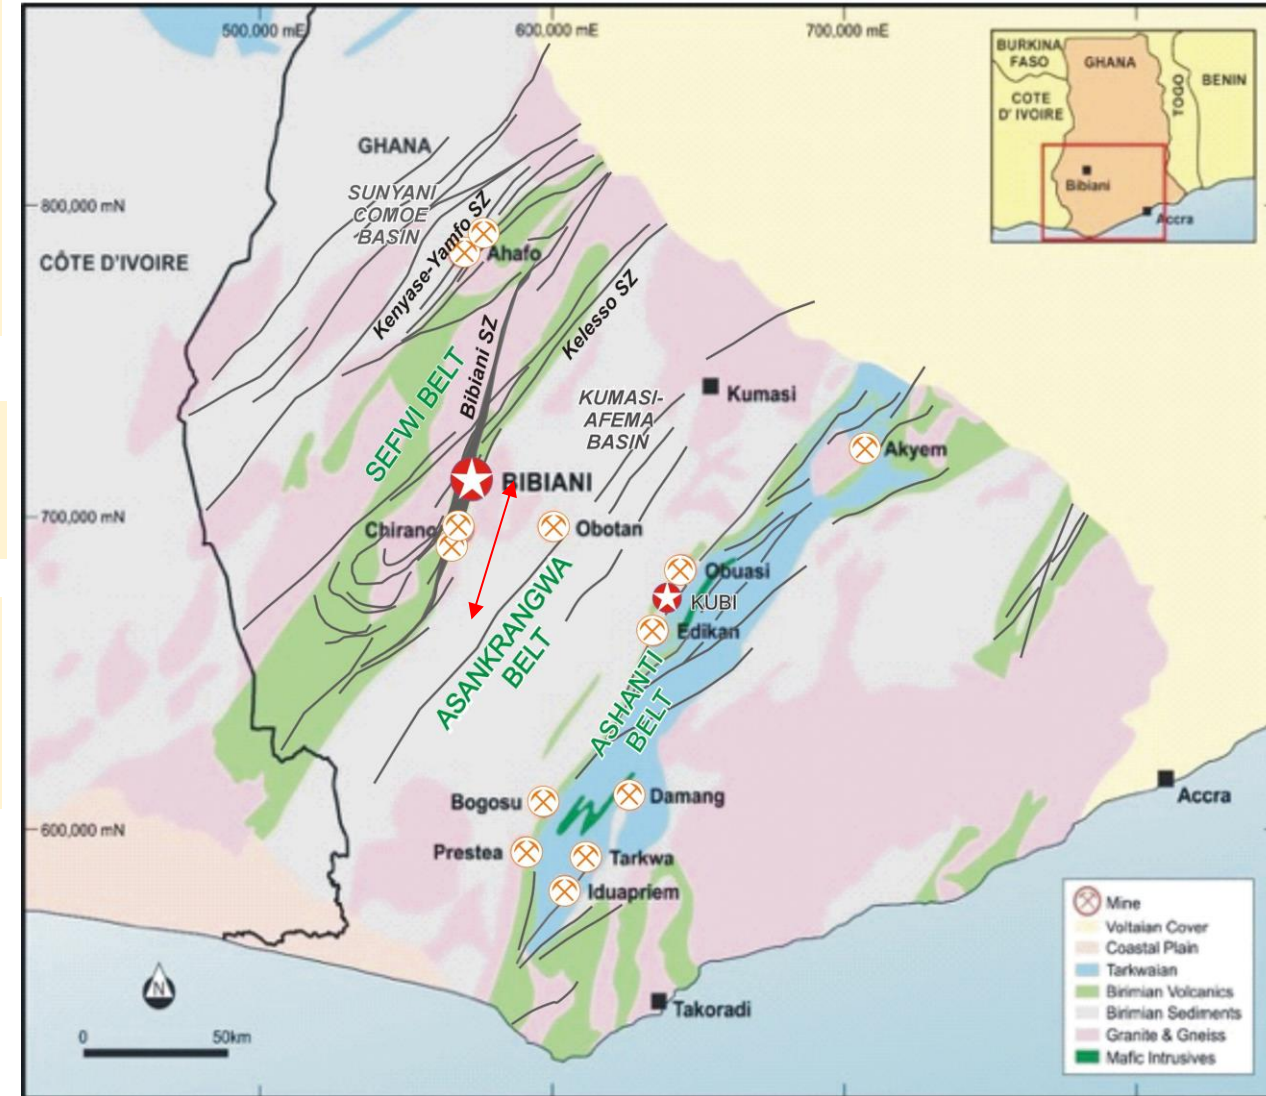 500,000 mE
600,000 mE
700,000 mE
BURKINA
FASO
GHANA
TOGO
BENIN
COTE
D' IVOIRE
Bibiani
Accra
GHANA
SUNYANI
COMOE
BASIN
800,000 mN
CÔTE D'IVOIRE
Kenyase-Yamfo SZ
Ahafo
Kelesso SZ
Bibiani SZ
SEFWI BELT
KUMASI-
AFEMA
BASIN
Kumasi
Akyem
BIBIANI
700,000 mN
Chirano
Obotan
Obuasi
KUBI
Edikan
ASANKRANGWA
BELT
ASHANTI
BELT
Bogosu
Damang
Accra
600,000 mN
Prestea
Tarkwa
Iduapriem
Takoradi
N
0 50km
Mine
Voltaian Cover
Coastal Plain
Tarkwaian
Birimian Volcanics
Birimian Sediments
Granite & Gneiss
Mafic Intrusives